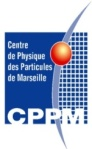 Centre
de Physique
des Particules
de Marseille
CPPM